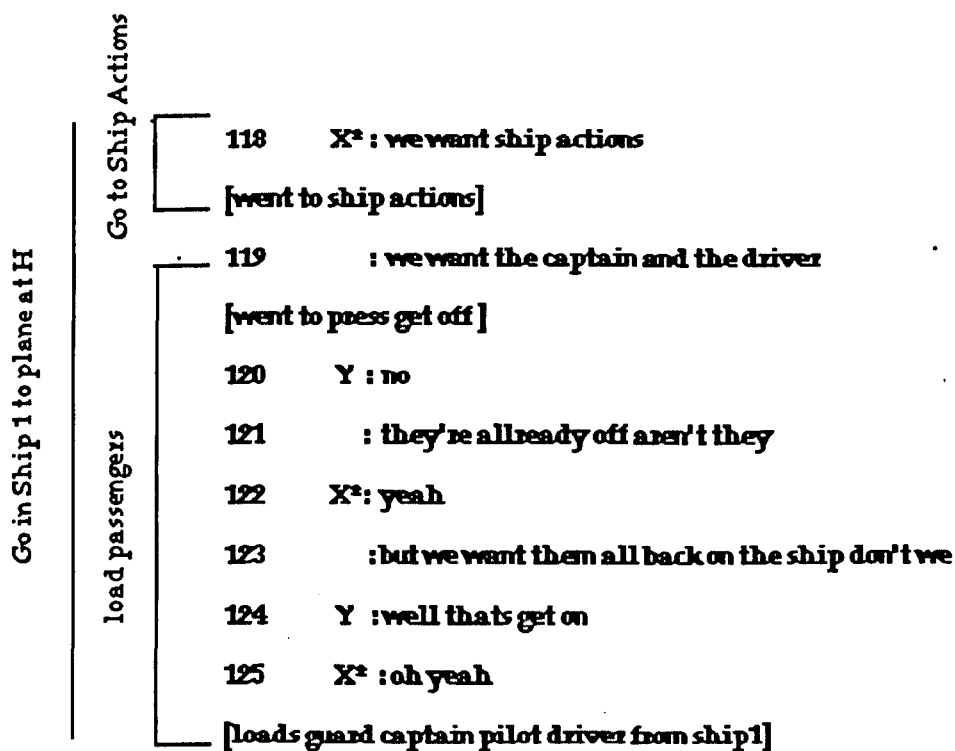 Go in Ship 1 to plane at H
Go to Ship Actions
load passengers
118 X* : we want ship actions
[went to ship actions]
119 : we want the captain and the driver
[went to press get off]
120 Y : no
121 : they're allready off aren't they
122 X*: yeah
123 :but we want them all back on the ship don't we
124 Y :well thats get on
125 X* :oh yeah
[loads guard captain pilot driver from ship1]